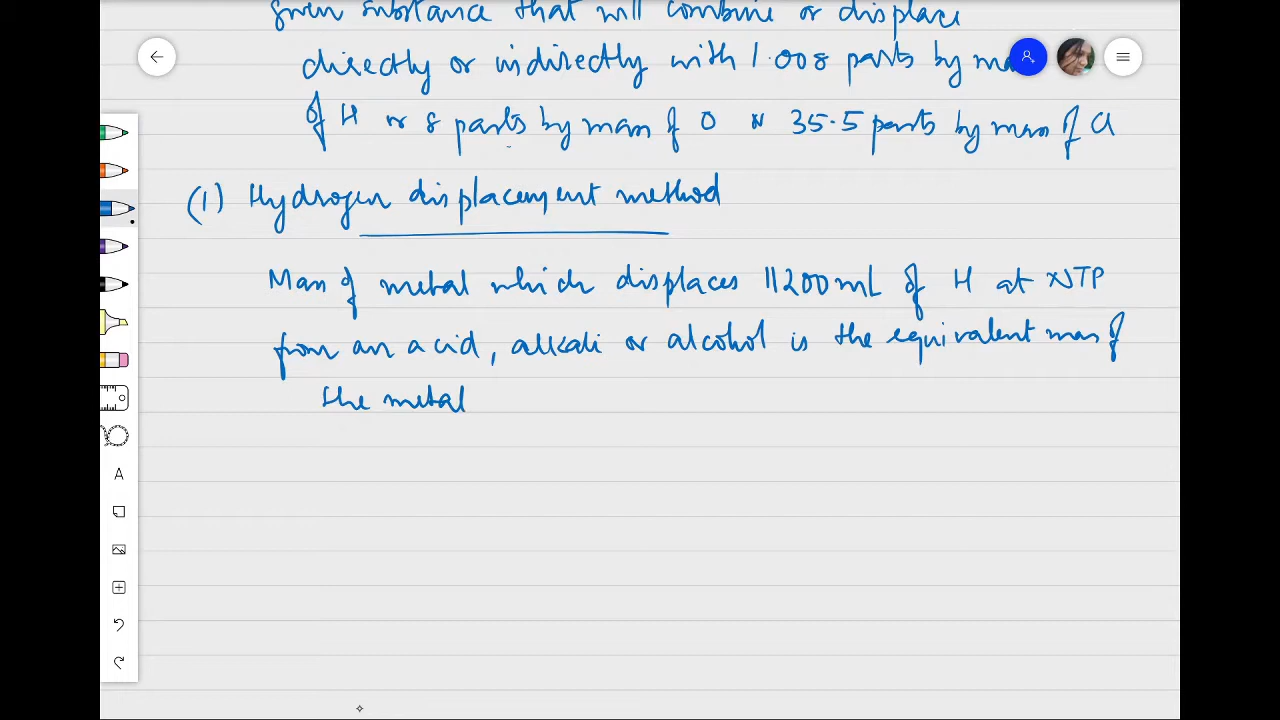 given substance that will combine or displace
directly or indirectly with 1.008 parts by mass
of H or 8 parts by mass of O or 35.5 parts by mass of Cl
(1) Hydrogen displacement method
Mass of metal which displaces 11200 mL of H at NTP
from an acid, alkali or alcohol is the equivalent mass of
the metal
A